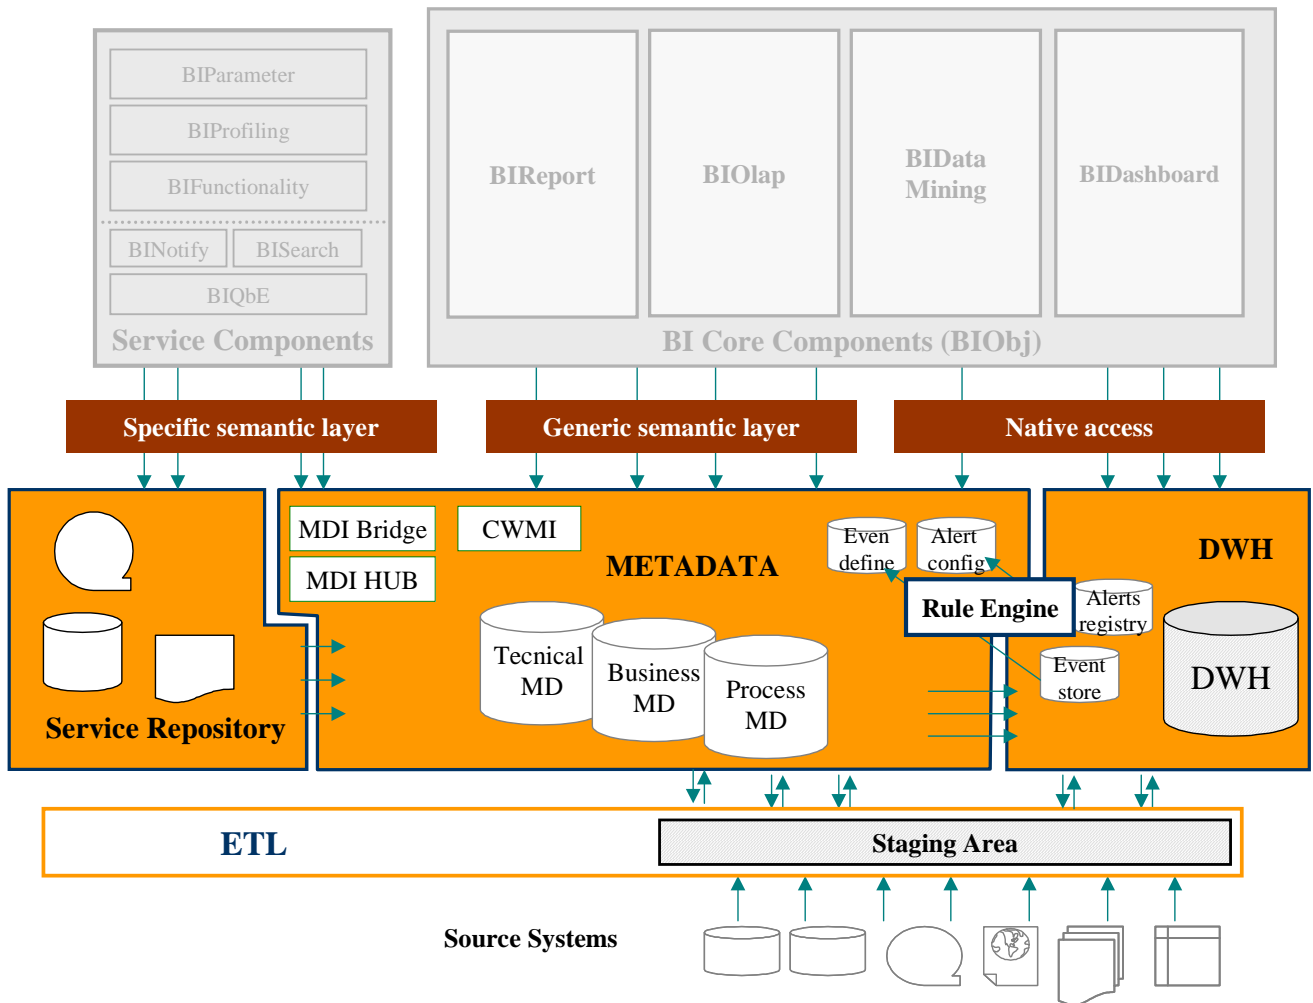 BIParameter
BIProfiling
BIFunctionality
BINotify
BISearch
BIQbE
Service Components
BIReport
BIOlap
BIData
Mining
BIDashboard
BI Core Components (BIObj)
Specific semantic layer
Generic semantic layer
Native access
MDI Bridge
CWMI
MDI HUB
METADATA
Even
define
Alert
config
DWH
Rule Engine
Alerts
registry
Event
store
DWH
Tecnical
MD
Business
MD
Process
MD
Service Repository
ETL
Staging Area
Source Systems